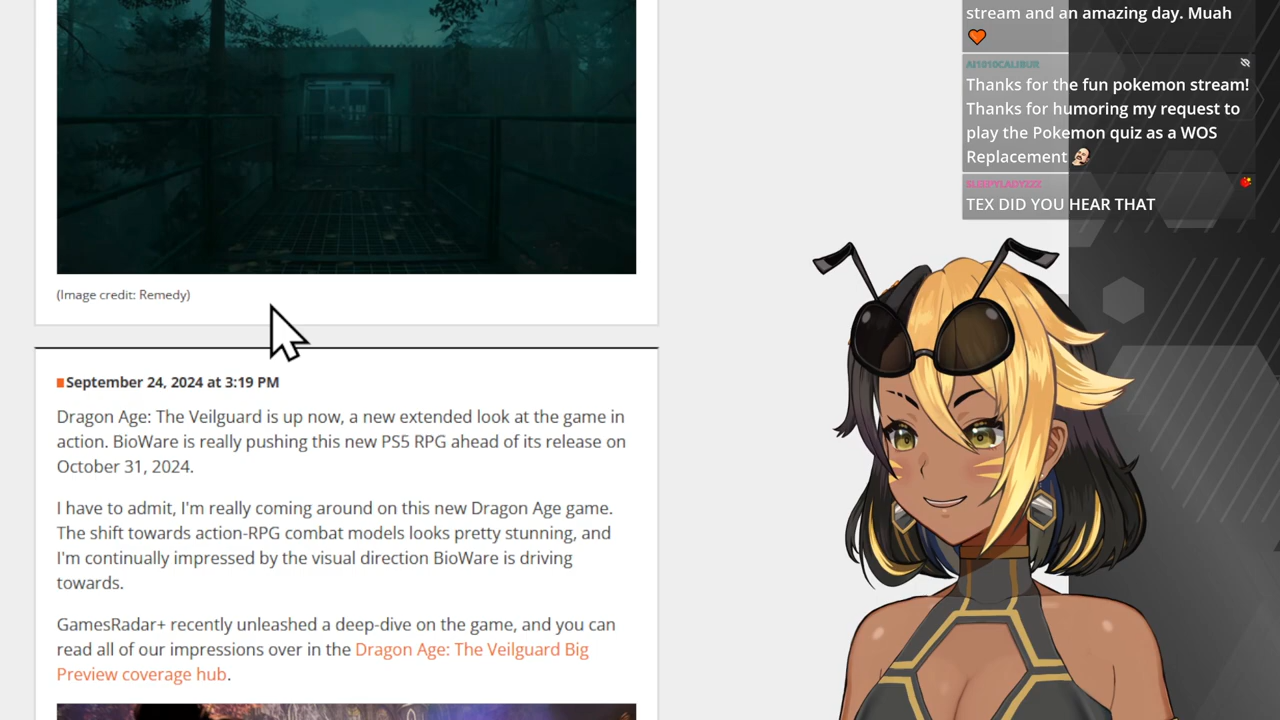 (Image credit: Remedy)
September 24, 2024 at 3:19 PM
Dragon Age: The Veilguard is up now, a new extended look at the game in
action. BioWare is really pushing this new PS5 RPG ahead of its release on
October 31, 2024.
I have to admit, I'm really coming around on this new Dragon Age game.
The shift towards action-RPG combat models looks pretty stunning, and
I'm continually impressed by the visual direction BioWare is driving
towards.
GamesRadar+ recently unleashed a deep-dive on the game, and you can
read all of our impressions over in the Dragon Age: The Veilguard Big
Preview coverage hub.
stream and an amazing day. Muah
AI1010CALIBUR
Thanks for the fun pokemon stream!
Thanks for humoring my request to
play the Pokemon quiz as a WOS
Replacement
SLEEPYLADYZZZ
TEX DID YOU HEAR THAT